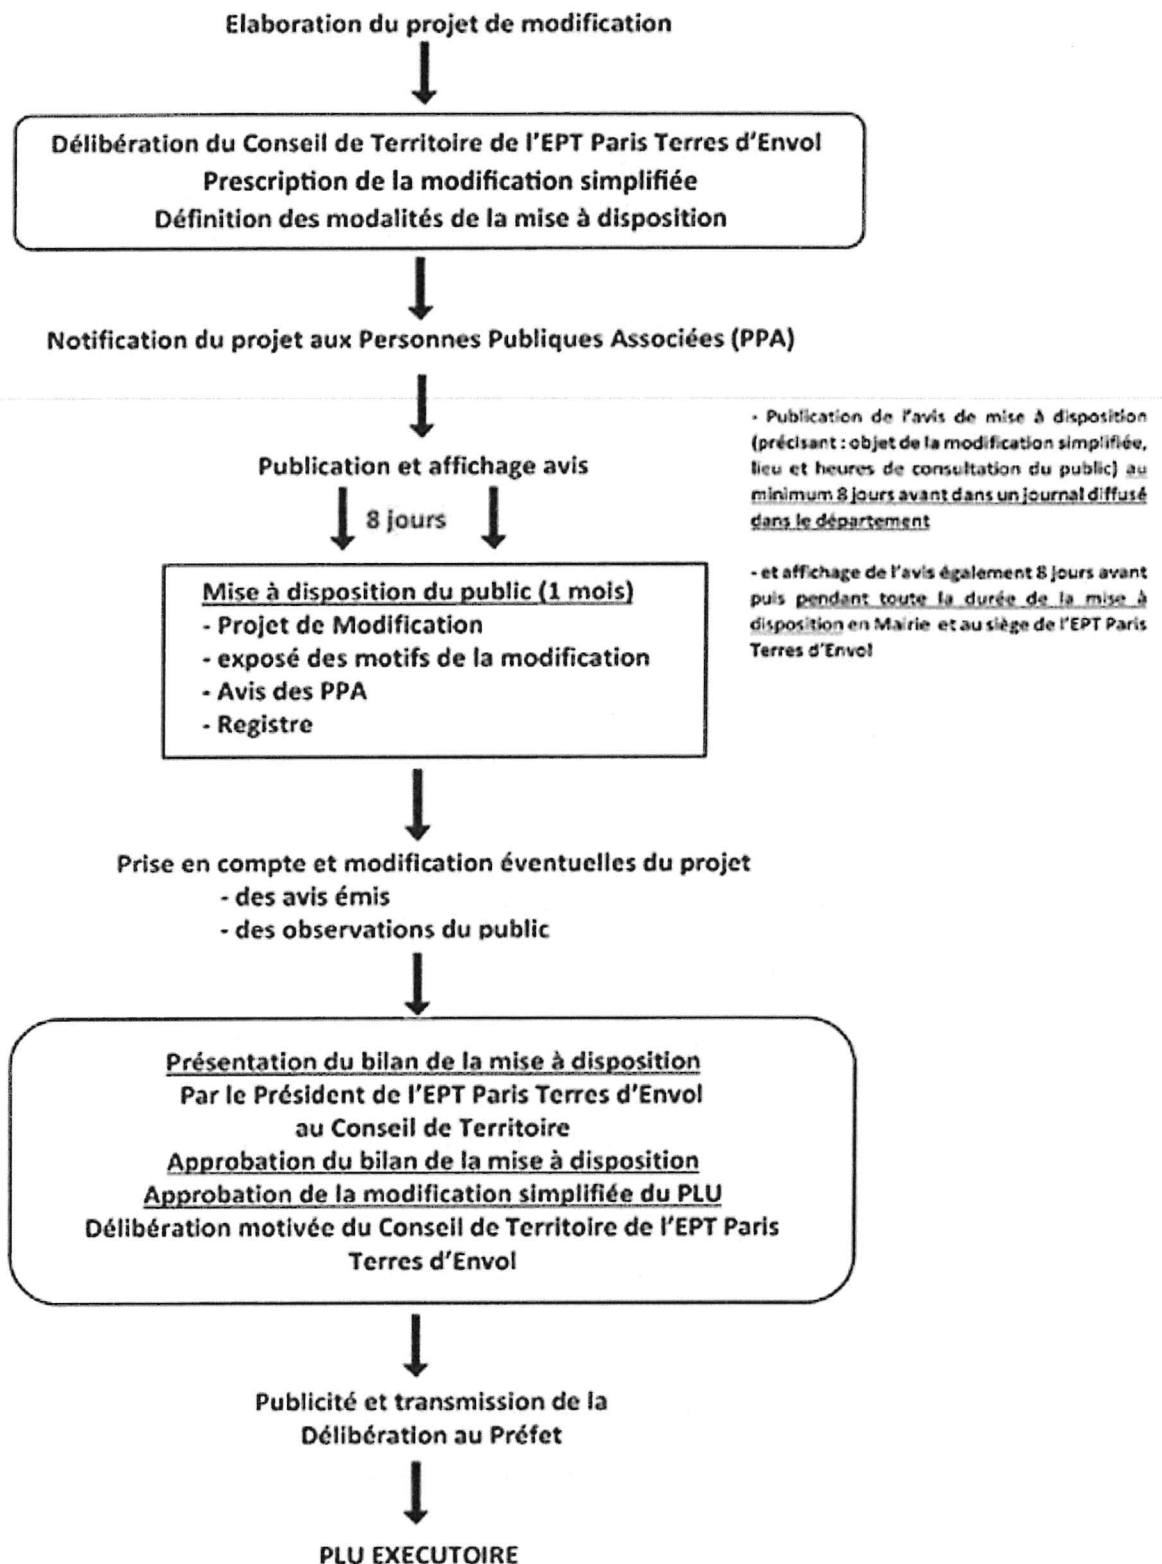 Elaboration du projet de modification
Délibération du Conseil de Territoire de l'EPT Paris Terres d'Envol
Prescription de la modification simplifiée
Définition des modalités de la mise à disposition
Notification du projet aux Personnes Publiques Associées (PPA)
Publication et affichage avis
8 jours
- Publication de l'avis de mise à disposition
(précisant : objet de la modification simplifiée,
lieu et heures de consultation du public) au
minimum 8 jours avant dans un journal diffusé
dans le département
- et affichage de l'avis également 8 jours avant
puis pendant toute la durée de la mise à
disposition en Mairie et au siège de l'EPT Paris
Terres d'Envol
Mise à disposition du public (1 mois)
- Projet de Modification
- exposé des motifs de la modification
- Avis des PPA
- Registre
Prise en compte et modification éventuelles du projet
- des avis émis
- des observations du public
Présentation du bilan de la mise à disposition
Par le Président de l'EPT Paris Terres d'Envol
au Conseil de Territoire
Approbation du bilan de la mise à disposition
Approbation de la modification simplifiée du PLU
Délibération motivée du Conseil de Territoire de l'EPT Paris
Terres d'Envol
Publicité et transmission de la
Délibération au Préfet
PLU EXECUTOIRE